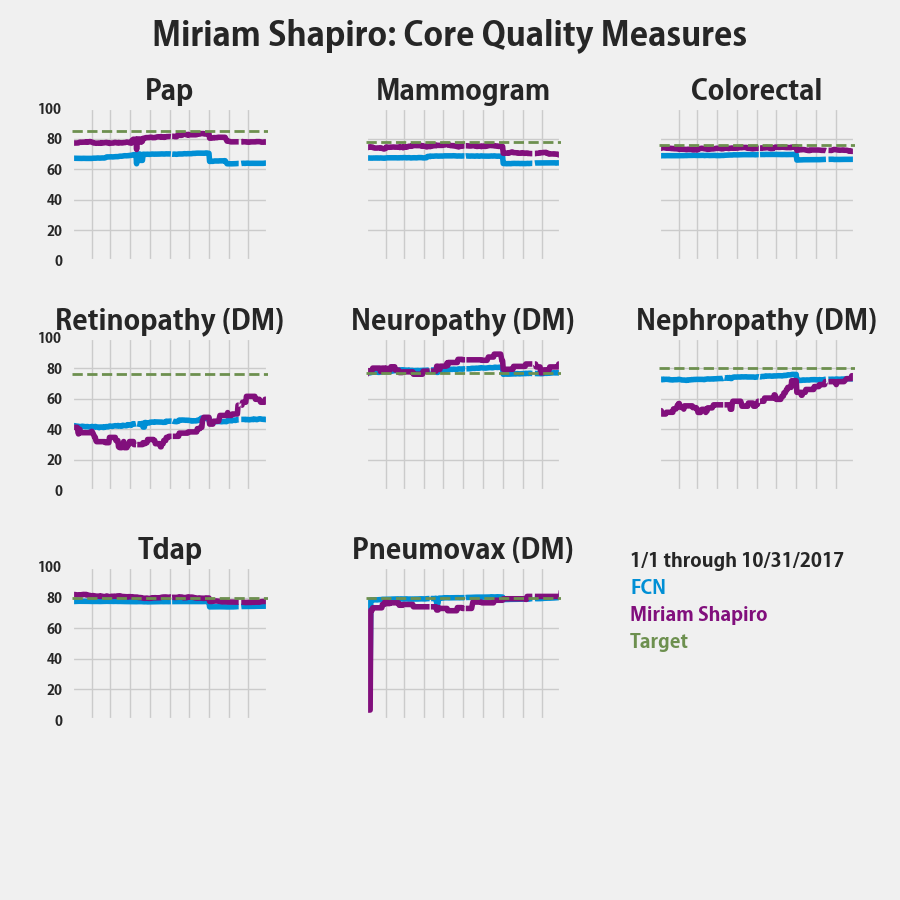 Miriam Shapiro: Core Quality Measures
Pap
Mammogram
Colorectal
100
80
60
40
20
0
Retinopathy (DM)
Neuropathy (DM)
Nephropathy (DM)
100
80
60
40
20
0
Tdap
Pneumovax (DM)
100
80
60
40
20
0
1/1 through 10/31/2017
FCN
Miriam Shapiro
Target